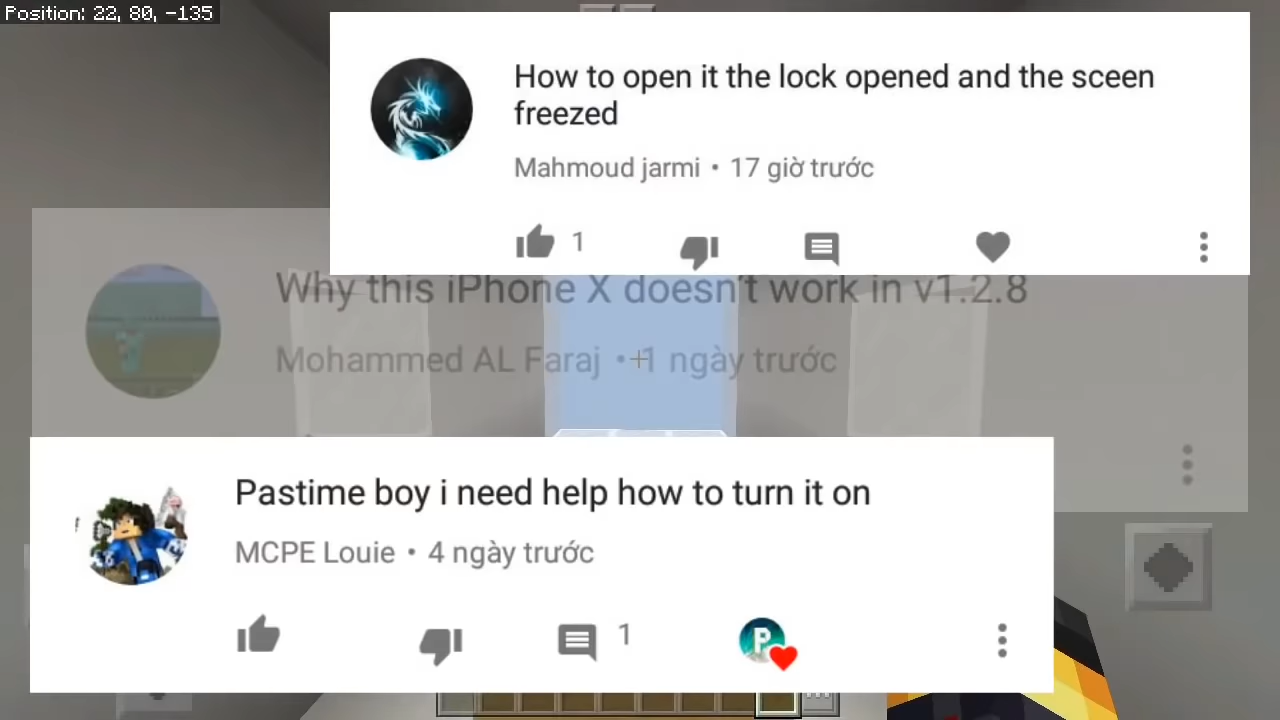 Position: 22, 80, -135
How to open it the lock opened and the sceen
freezed
Mahmoud jarmi • 17 giờ trước
1
Why this iPhone X doesn't work in v1.2.8
Mohammed AL Faraj • 1 ngày trước
Pastime boy i need help how to turn it on
MCPE Louie • 4 ngày trước
1
P